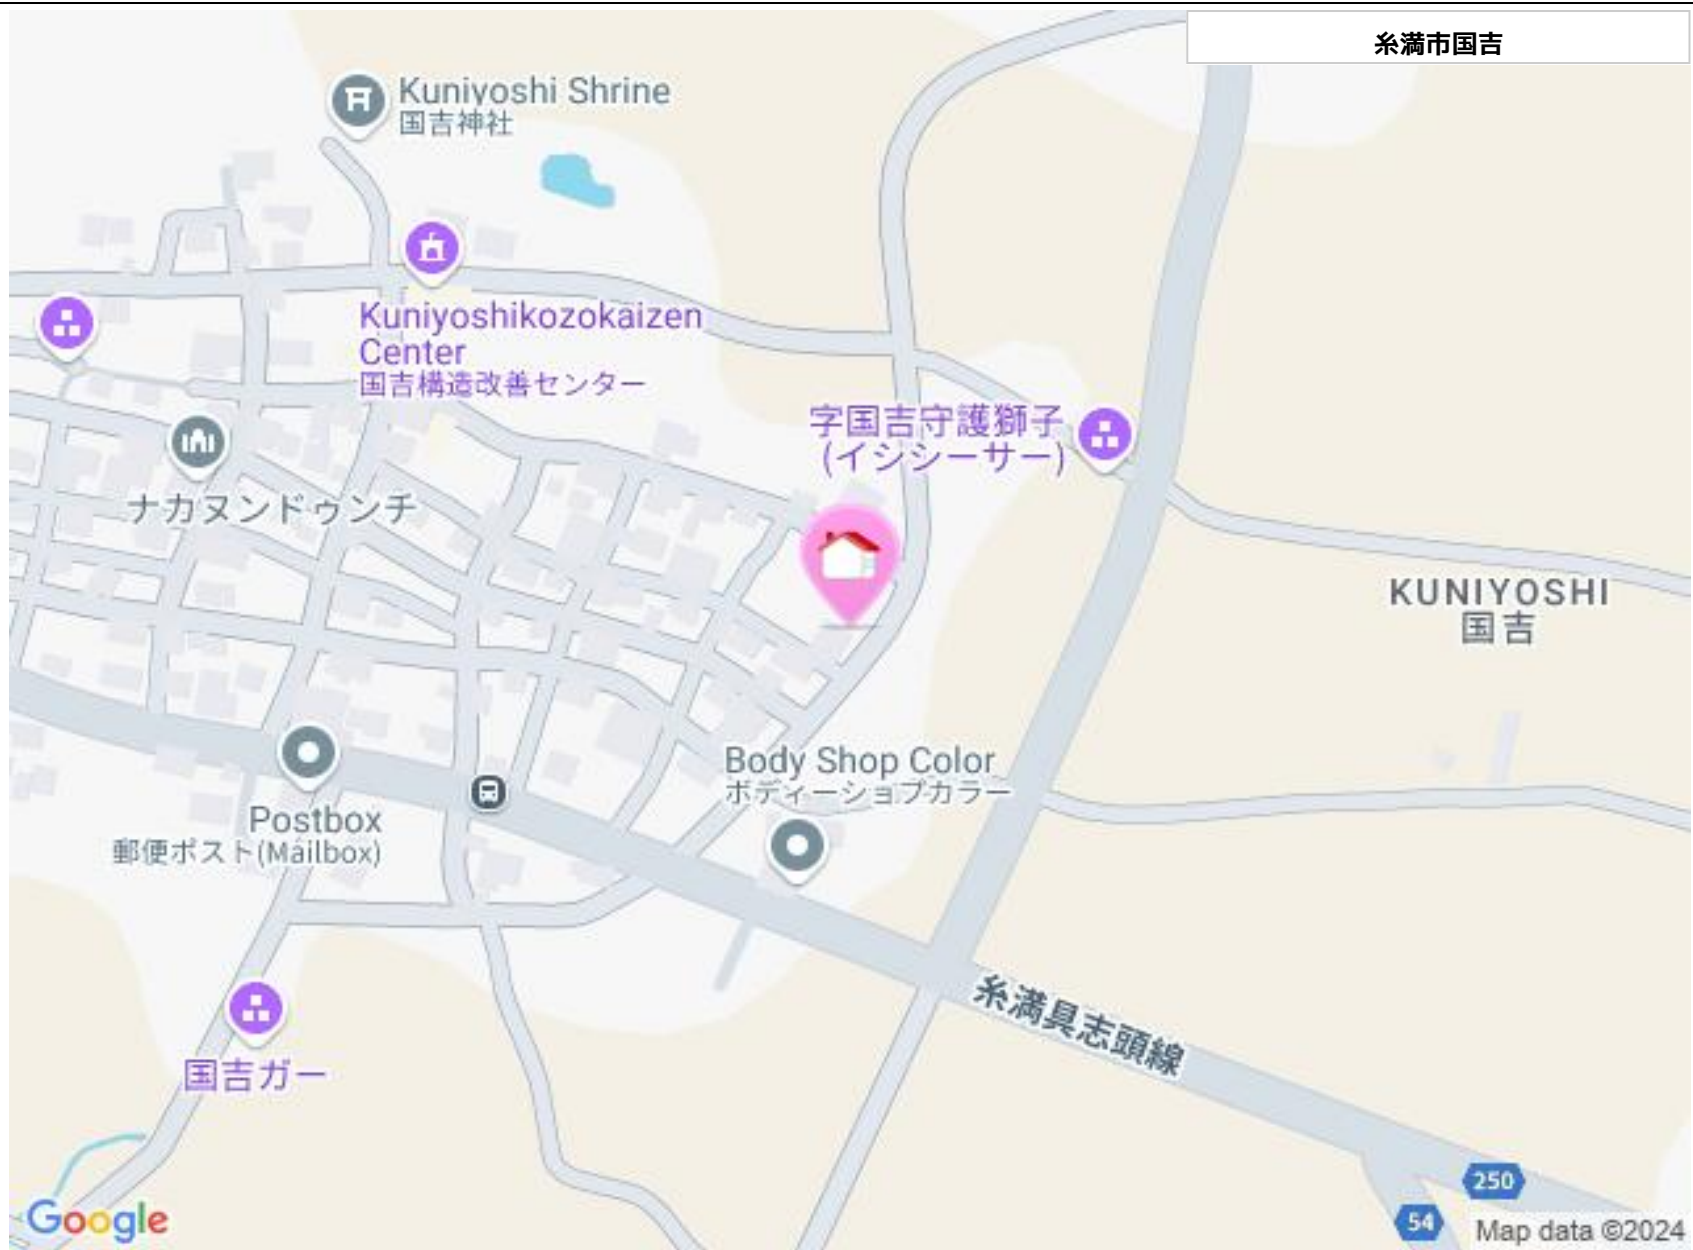 糸満市国吉
Kuniyoshi Shrine
国吉神社
Kuniyoshikozokaizen
Center
国吉構造改善センター
字国吉守護獅子
(イシシーサー)
ナカヌンドゥンチ
KUNIYOSHI
国吉
Body Shop Color
ボディーショプカラー
Postbox
郵便ポスト(Mailbox)
糸満具志頭線
国吉ガー
250
54
Google
Map data ©2024